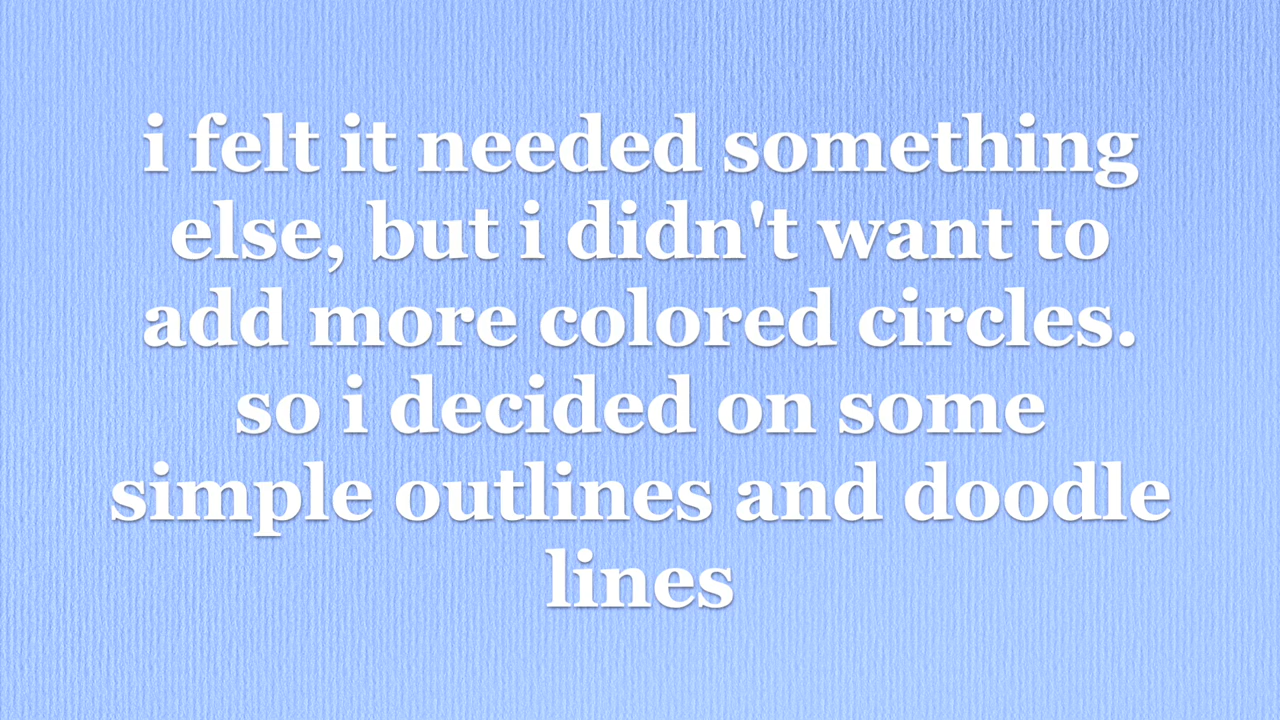 i felt it needed something
else, but i didn't want to
add more colored circles.
so i decided on some
simple outlines and doodle
lines